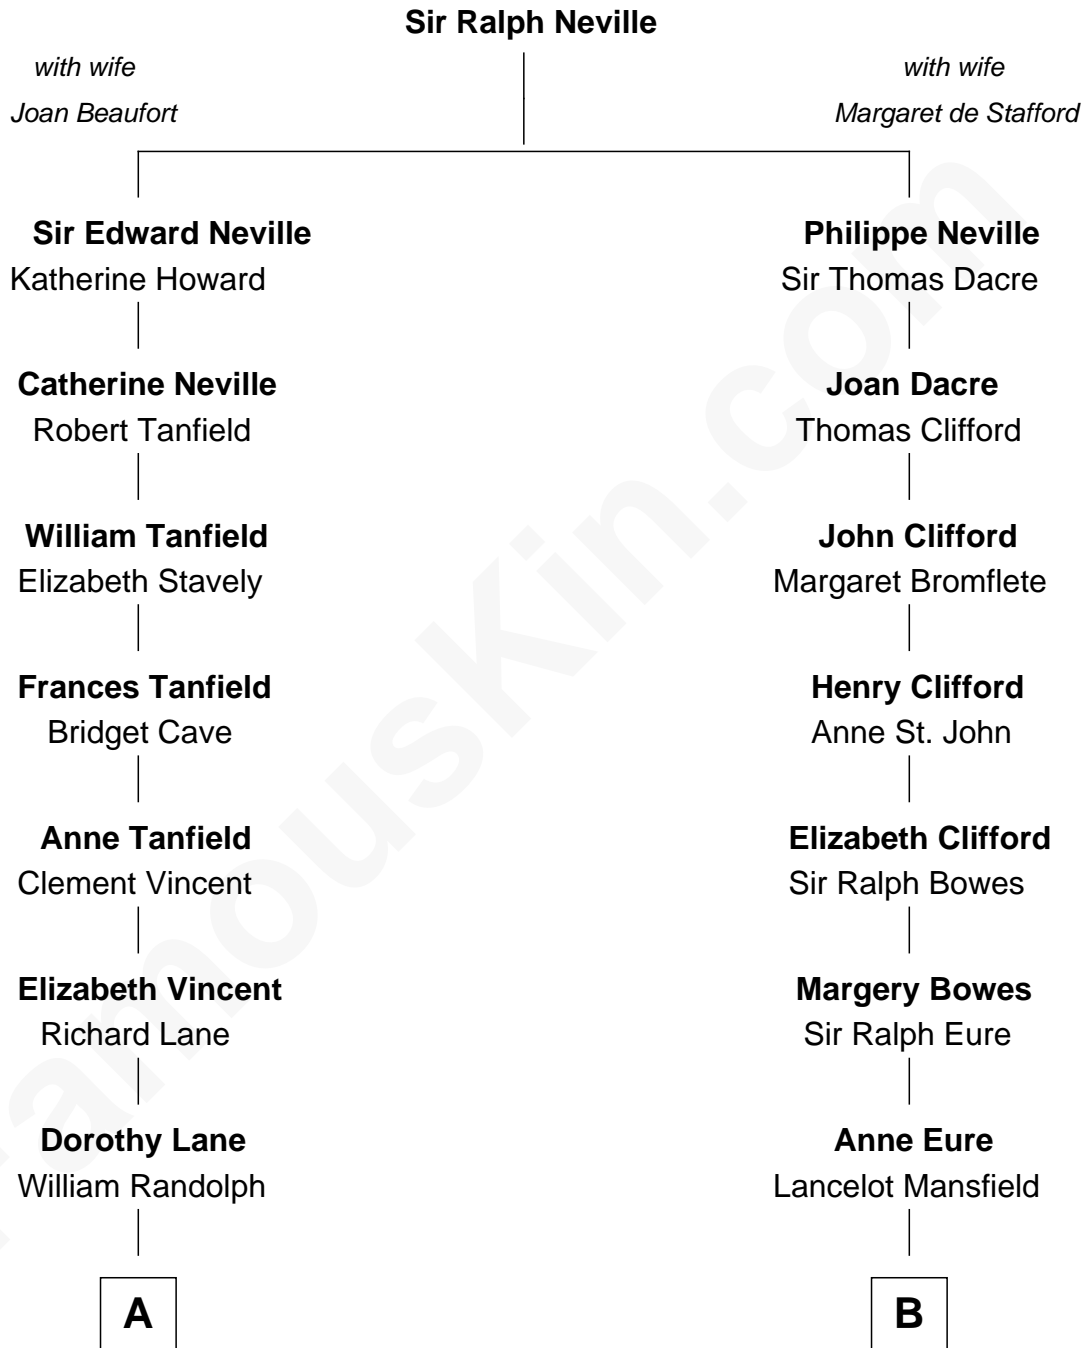 Sir Ralph Neville
with wife
Joan Beaufort
with wife
Margaret de Stafford
Sir Edward Neville
Katherine Howard
Philippe Neville
Sir Thomas Dacre
Catherine Neville
Robert Tanfield
Joan Dacre
Thomas Clifford
William Tanfield
Elizabeth Stavely
John Clifford
Margaret Bromflete
Frances Tanfield
Bridget Cave
Henry Clifford
Anne St. John
Anne Tanfield
Clement Vincent
Elizabeth Clifford
Sir Ralph Bowes
Elizabeth Vincent
Richard Lane
Margery Bowes
Sir Ralph Eure
Dorothy Lane
William Randolph
Anne Eure
Lancelot Mansfield
A
B
FamousKin.com